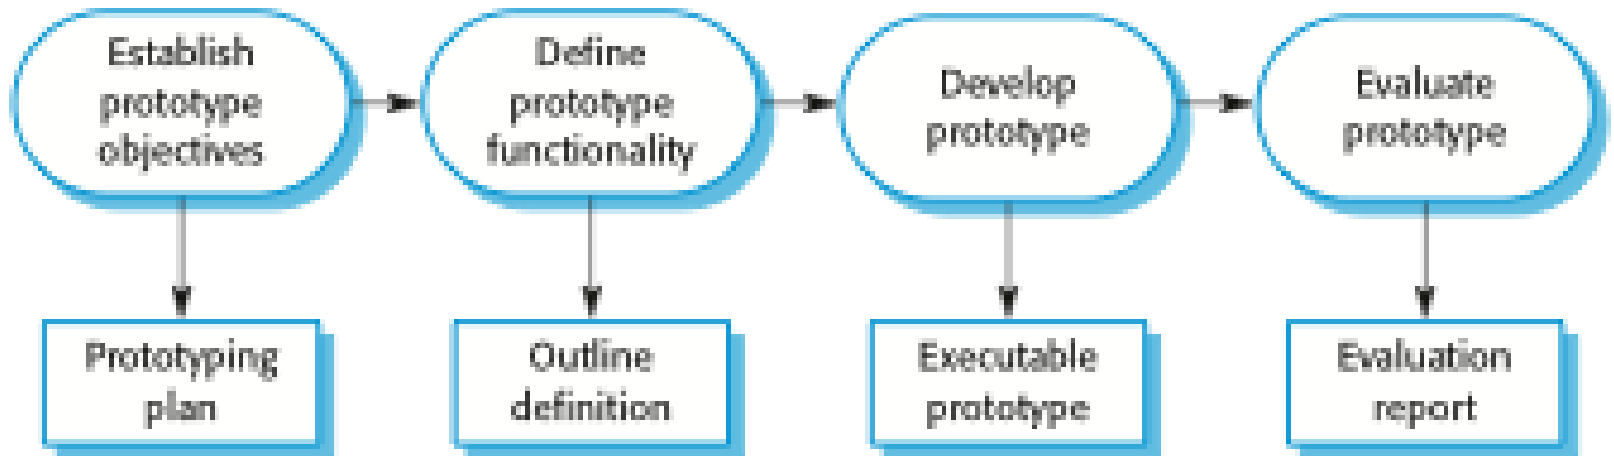 Establish
prototype
objectives
Define
prototype
functionality
Develop
prototype
Evaluate
prototype
Prototyping
plan
Outline
definition
Executable
prototype
Evaluation
report